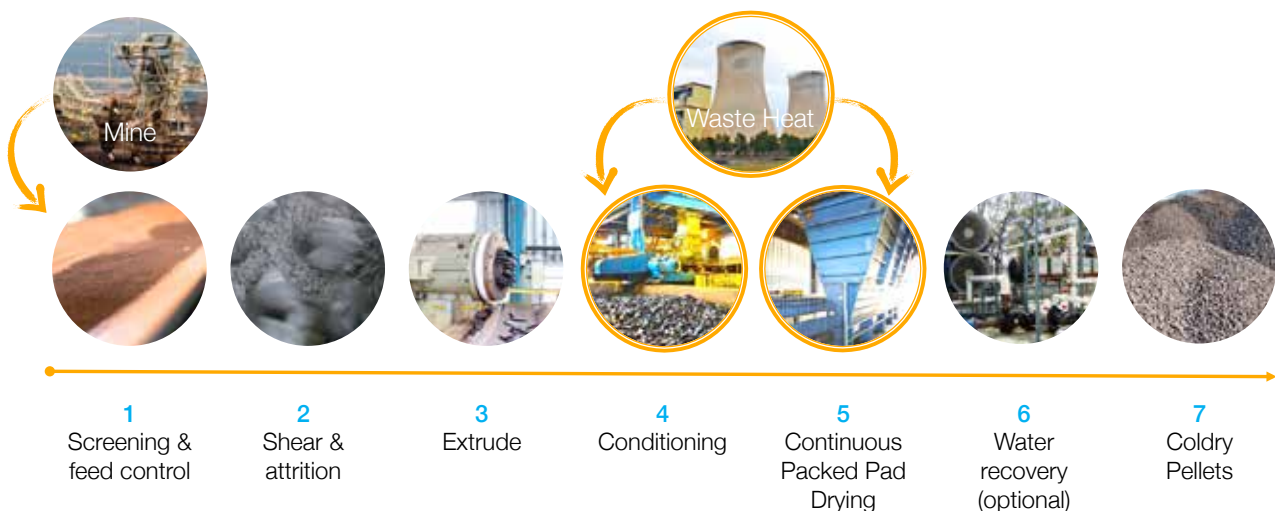 Mine
Waste Heat
1
Screening &
feed control
2
Shear &
attrition
3
Extrude
4
Conditioning
5
Continuous
Packed Pad
Drying
6
Water
recovery
(optional)
7
Coldry
Pellets